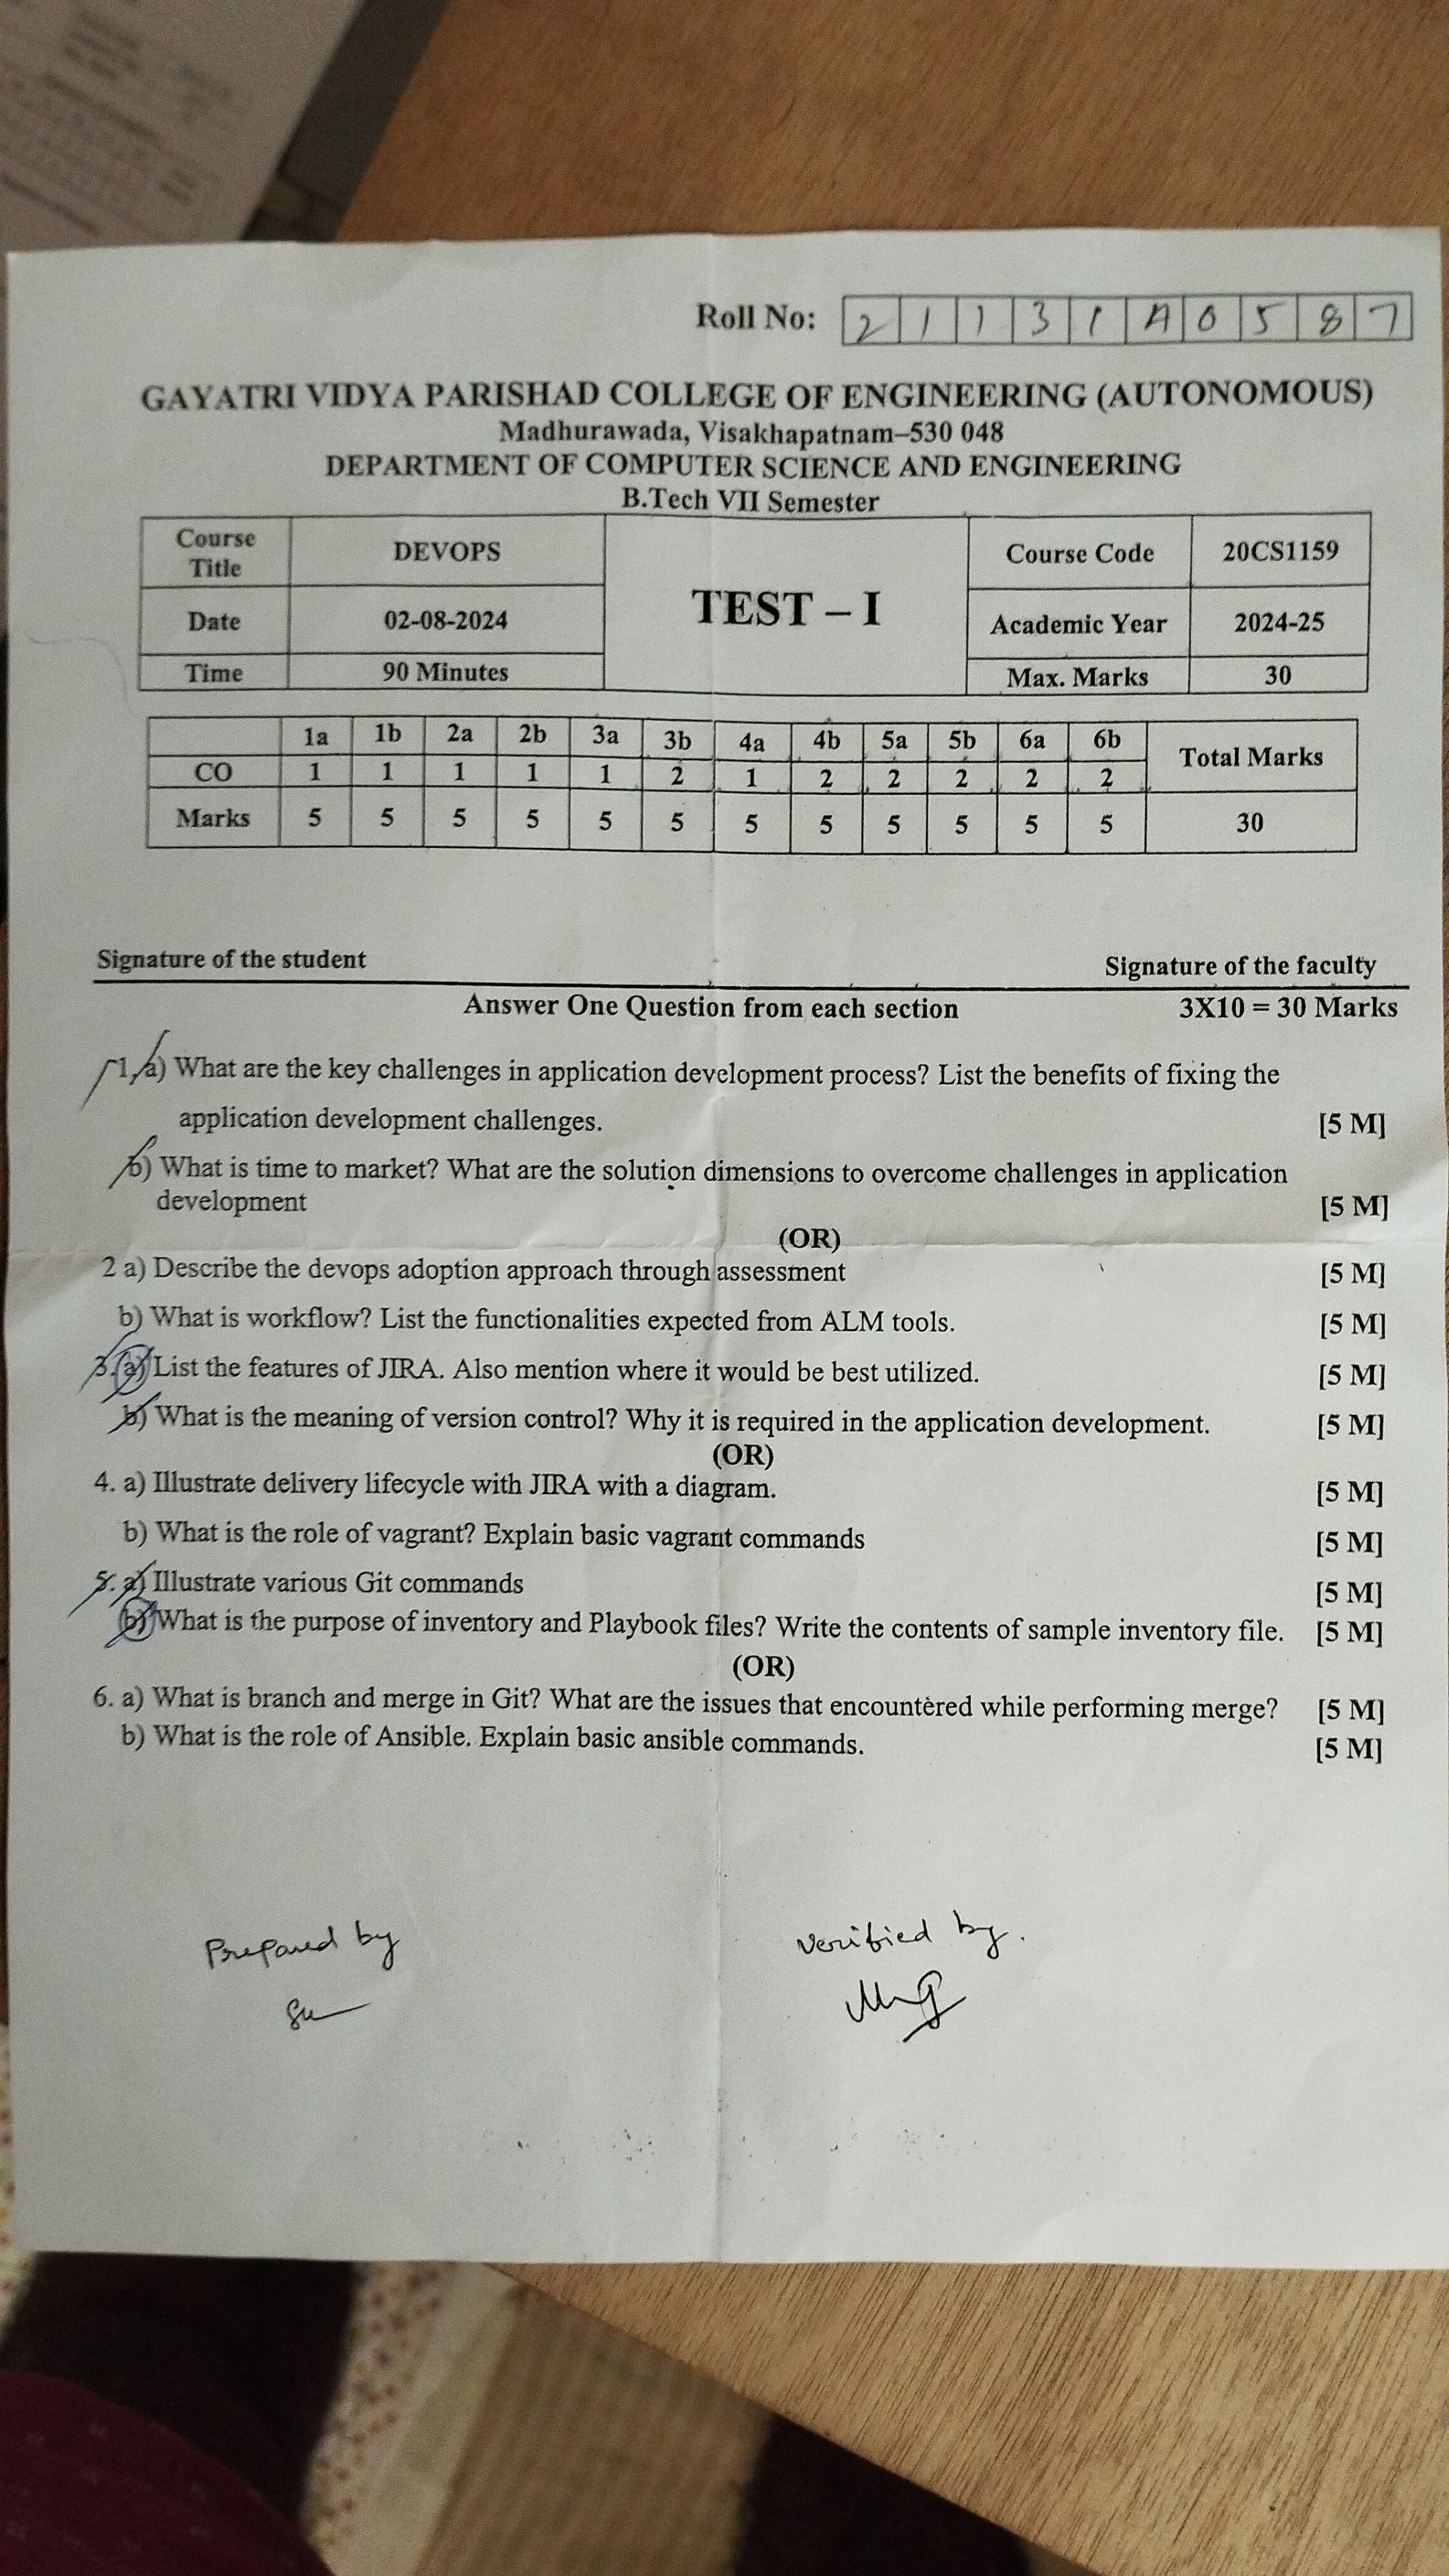 Roll No: 21131A0587
GAYATRI VIDYA PARISHAD COLLEGE OF ENGINEERING (AUTONOMOUS)
Madhurawada, Visakhapatnam–530 048
DEPARTMENT OF COMPUTER SCIENCE AND ENGINEERING
B.Tech VII Semester
Course Title DEVOPS TEST – I Course Code 20CS1159
Date 02-08-2024 Academic Year 2024-25
Time 90 Minutes Max. Marks 30
1a 1b 2a 2b 3a 3b 4a 4b 5a 5b 6a 6b Total Marks
CO 1 1 1 1 1 2 1 2 2 2 2 2
Marks 5 5 5 5 5 5 5 5 5 5 5 5 30
Signature of the student Signature of the faculty
Answer One Question from each section 3X10 = 30 Marks
1. a) What are the key challenges in application development process? List the benefits of fixing the
application development challenges. [5 M]
b) What is time to market? What are the solution dimensions to overcome challenges in application
development [5 M]
(OR)
2 a) Describe the devops adoption approach through assessment [5 M]
b) What is workflow? List the functionalities expected from ALM tools. [5 M]
3. a) List the features of JIRA. Also mention where it would be best utilized. [5 M]
b) What is the meaning of version control? Why it is required in the application development. [5 M]
(OR)
4. a) Illustrate delivery lifecycle with JIRA with a diagram. [5 M]
b) What is the role of vagrant? Explain basic vagrant commands [5 M]
5. a) Illustrate various Git commands [5 M]
b) What is the purpose of inventory and Playbook files? Write the contents of sample inventory file. [5 M]
(OR)
6. a) What is branch and merge in Git? What are the issues that encountered while performing merge? [5 M]
b) What is the role of Ansible. Explain basic ansible commands. [5 M]
Prepared by Verified by.